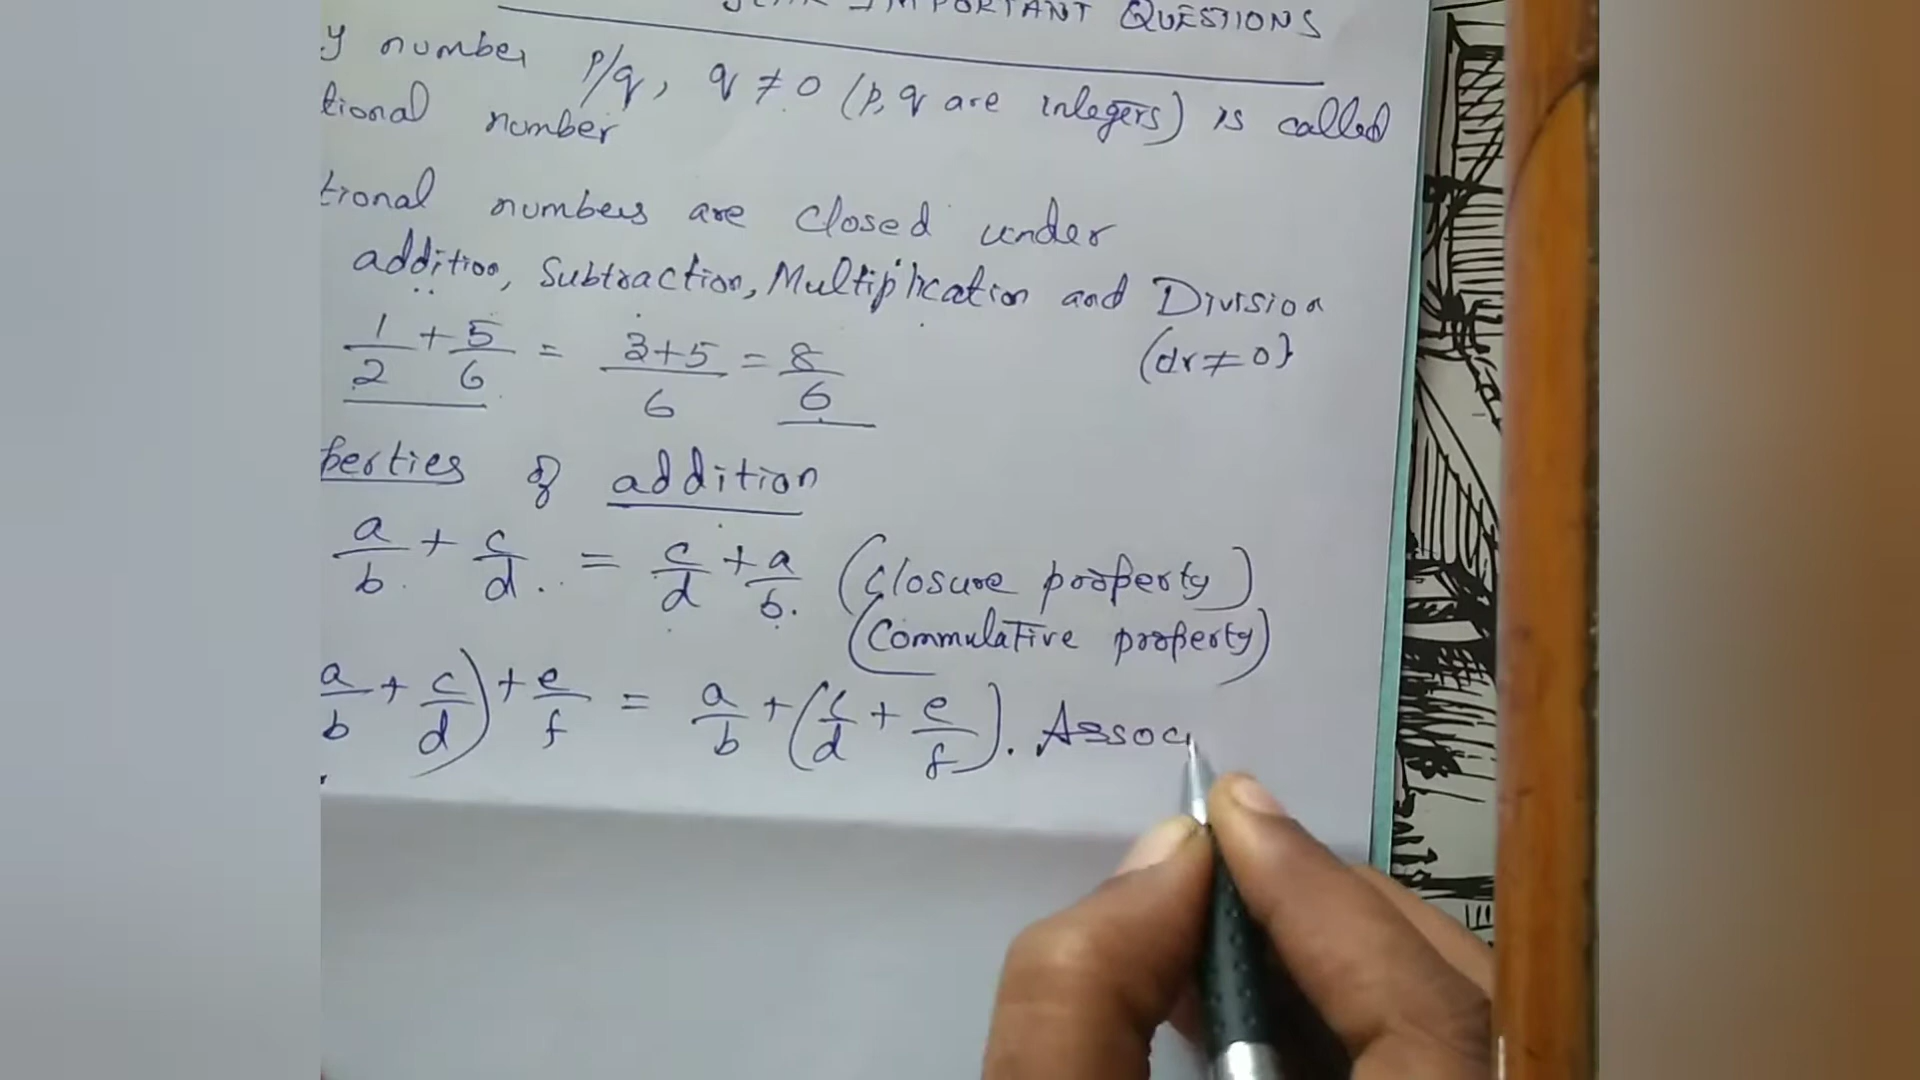 IMPORTANT QUESTIONS
y number p/q, q ≠ 0 (p, q are integers) is called
tional number
tional numbers are closed under
addition, Subtraction, Multiplication and Division
(dr ≠ 0)
1/2 + 5/6 = 3+5/6 = 8/6
perties of addition
a/b + c/d = c/d + a/b. (Closure property)
(Commulative property)
a/b + c/d) + e/f = a/b + (c/d + e/f). Assoc